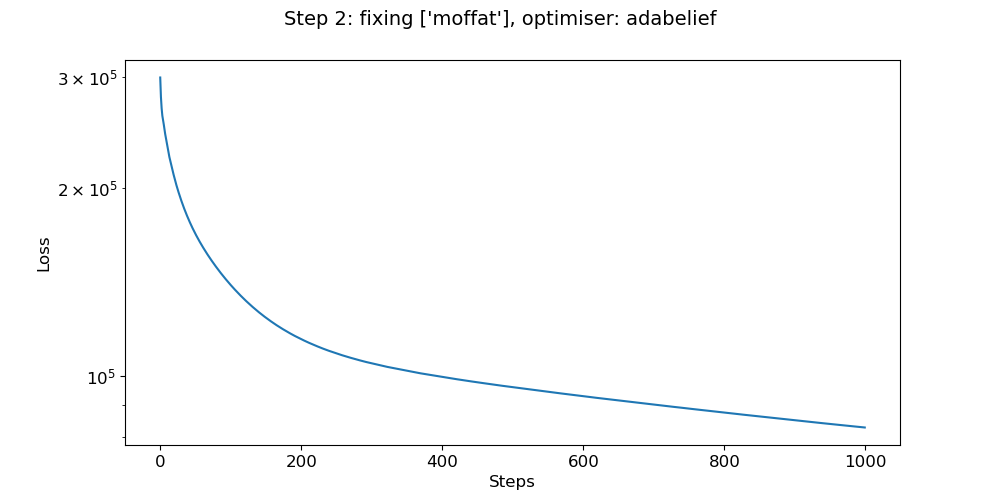 Step 2: fixing ['moffat'], optimiser: adabelief
3 × 10⁵
2 × 10⁵
10⁵
Loss
0 200 400 600 800 1000
Steps